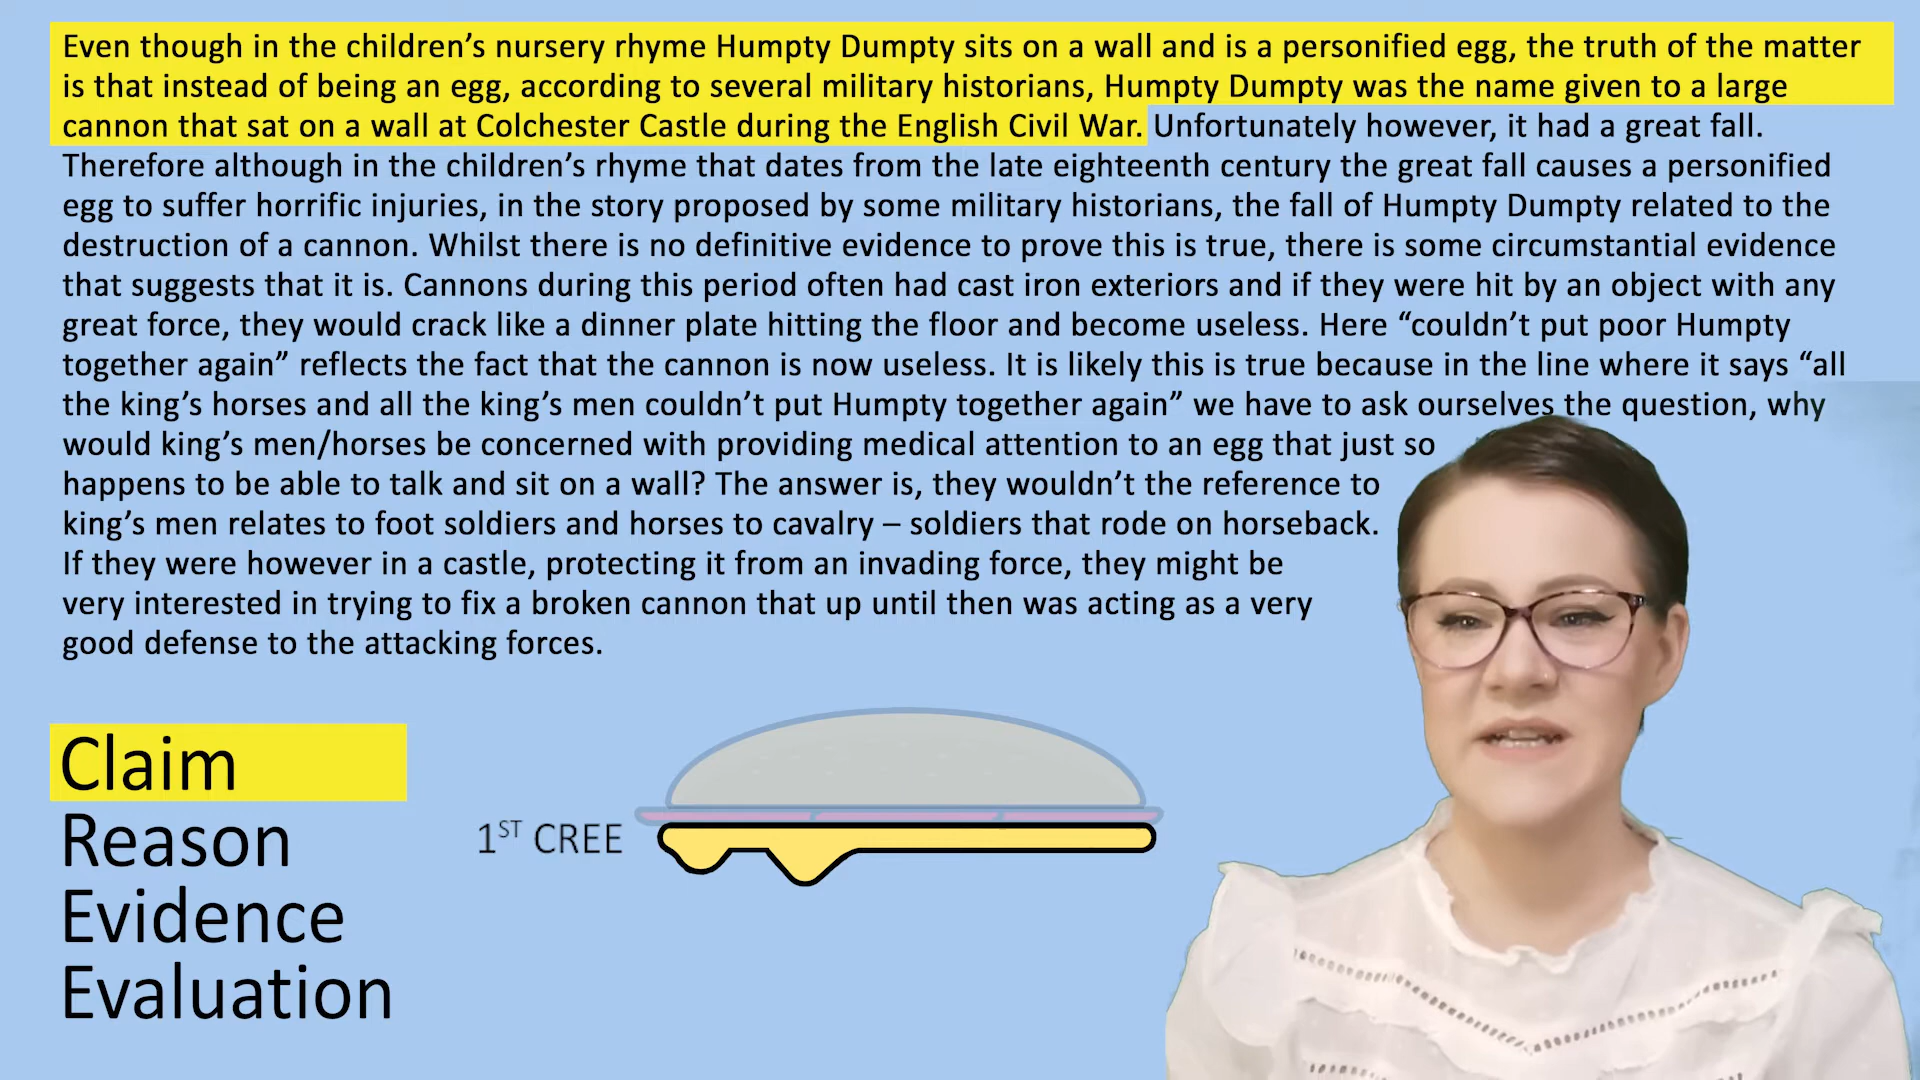 Even though in the children's nursery rhyme Humpty Dumpty sits on a wall and is a personified egg, the truth of the matter
is that instead of being an egg, according to several military historians, Humpty Dumpty was the name given to a large
cannon that sat on a wall at Colchester Castle during the English Civil War. Unfortunately however, it had a great fall.
Therefore although in the children's rhyme that dates from the late eighteenth century the great fall causes a personified
egg to suffer horrific injuries, in the story proposed by some military historians, the fall of Humpty Dumpty related to the
destruction of a cannon. Whilst there is no definitive evidence to prove this is true, there is some circumstantial evidence
that suggests that it is. Cannons during this period often had cast iron exteriors and if they were hit by an object with any
great force, they would crack like a dinner plate hitting the floor and become useless. Here “couldn't put poor Humpty
together again” reflects the fact that the cannon is now useless. It is likely this is true because in the line where it says “all
the king's horses and all the king's men couldn't put Humpty together again” we have to ask ourselves the question, why
would king's men/horses be concerned with providing medical attention to an egg that just so
happens to be able to talk and sit on a wall? The answer is, they wouldn't the reference to
king's men relates to foot soldiers and horses to cavalry – soldiers that rode on horseback.
If they were however in a castle, protecting it from an invading force, they might be
very interested in trying to fix a broken cannon that up until then was acting as a very
good defense to the attacking forces.
Claim
Reason
Evidence
Evaluation
1ST CREE